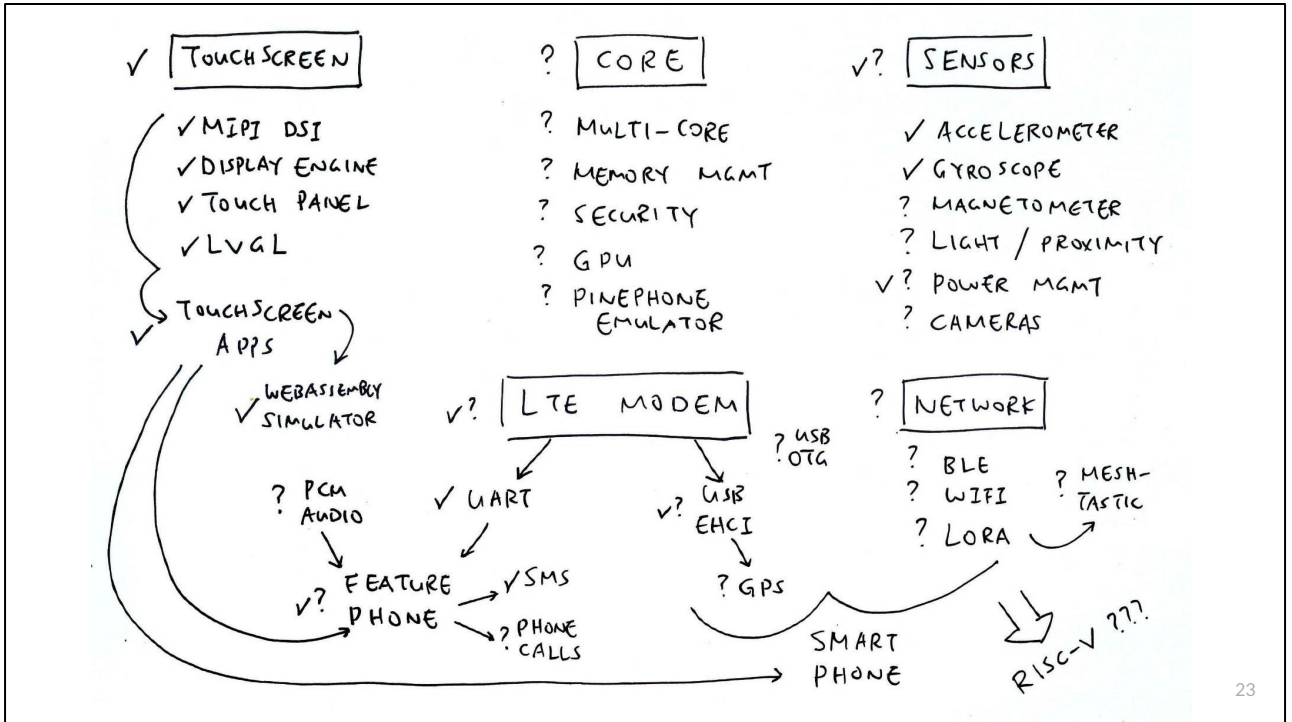 ✓ TOUCHSCREEN
✓ MIPI DSI
✓ DISPLAY ENGINE
✓ TOUCH PANEL
✓ LVGL
✓ TOUCHSCREEN
APPS
✓ WEBASSEMBLY
SIMULATOR
? CORE
? MULTI-CORE
? MEMORY MGMT
? SECURITY
? GPU
? PINEPHONE
EMULATOR
✓? SENSORS
✓ ACCELEROMETER
✓ GYROSCOPE
? MAGNETOMETER
? LIGHT / PROXIMITY
✓? POWER MGMT
? CAMERAS
✓? LTE MODEM
? USB
OTG
? PCM
AUDIO
✓ UART
✓? USB
EHCI
? GPS
✓? FEATURE
PHONE
✓ SMS
? PHONE
CALLS
? NETWORK
? BLE
? WIFI
? LORA
? MESH-
TASTIC
SMART
PHONE
RISC-V ???
23